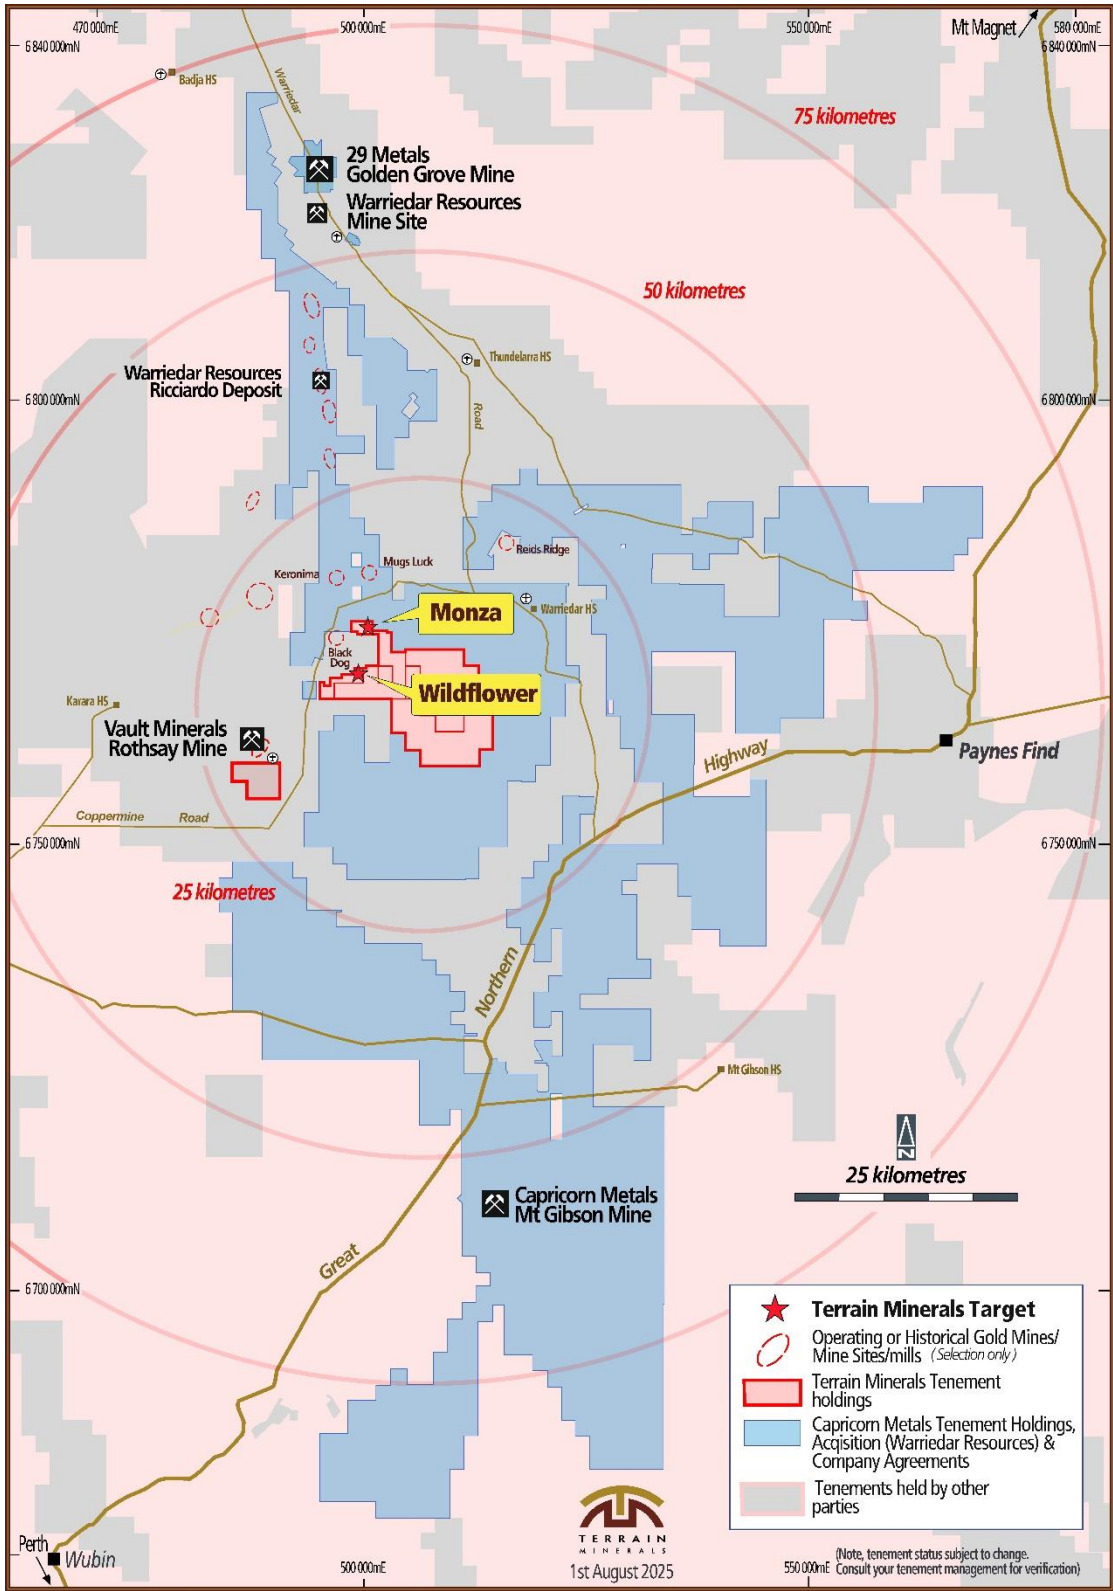 470 000mE
500 000mE
550 000mE
580 000mE
Mt Magnet
6 840 000mN
6 840 000mN
Badja HS
Warriedar
75 kilometres
29 Metals
Golden Grove Mine
Warriedar Resources
Mine Site
50 kilometres
Thundelarra HS
Warriedar Resources
Ricciardo Deposit
6 800 000mN
6 800 000mN
Road
Reids Ridge
Mugs Luck
Keronima
Monza
Warriedar HS
Black
Dog
Wildflower
Karara HS
Vault Minerals
Rothsay Mine
Highway
Paynes Find
Coppermine Road
6 750 000mN
6 750 000mN
25 kilometres
Northern
Mt Gibson HS
N
25 kilometres
Capricorn Metals
Mt Gibson Mine
Great
6 700 000mN
Terrain Minerals Target
Operating or Historical Gold Mines/
Mine Sites/mills (Selection only)
Terrain Minerals Tenement
holdings
Capricorn Metals Tenement Holdings,
Acqisition (Warriedar Resources) &
Company Agreements
Tenements held by other
parties
TERRAIN
MINERALS
1st August 2025
Perth
Wubin
500 000mE
550 000mE
(Note, tenement status subject to change.
Consult your tenement management for verification)